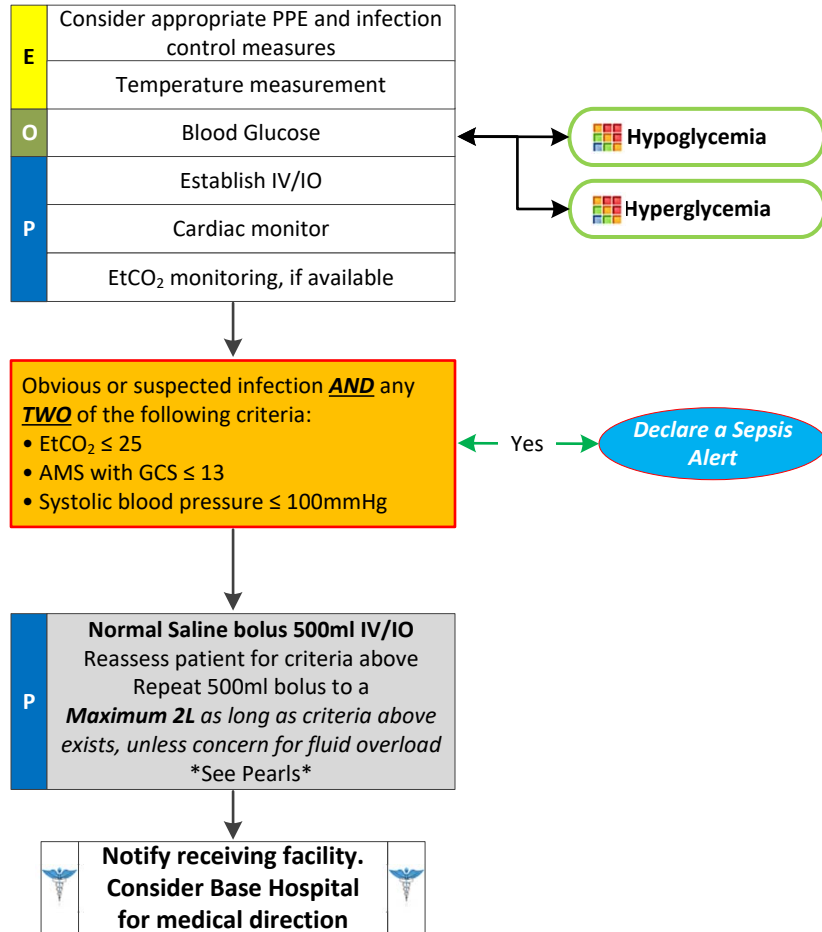 E
Consider appropriate PPE and infection
control measures
Temperature measurement
O
Blood Glucose
Hypoglycemia
Hyperglycemia
P
Establish IV/IO
Cardiac monitor
EtCO₂ monitoring, if available
Obvious or suspected infection AND any
TWO of the following criteria:
• EtCO₂ ≤ 25
• AMS with GCS ≤ 13
• Systolic blood pressure ≤ 100mmHg
Yes
Declare a Sepsis
Alert
P
Normal Saline bolus 500ml IV/IO
Reassess patient for criteria above
Repeat 500ml bolus to a
Maximum 2L as long as criteria above
exists, unless concern for fluid overload
*See Pearls*
Notify receiving facility.
Consider Base Hospital
for medical direction